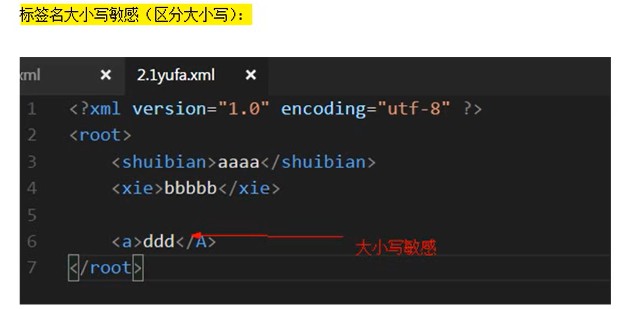 标签名大小写敏感（区分大小写）：
xml × 2.1yufa.xml ×
1 <?xml version="1.0" encoding="utf-8" ?>
2 <root>
3 <shuibian>aaaa</shuibian>
4 <xie>bbbbb</xie>
5
6 <a>ddd</A> 大小写敏感
7 </root>